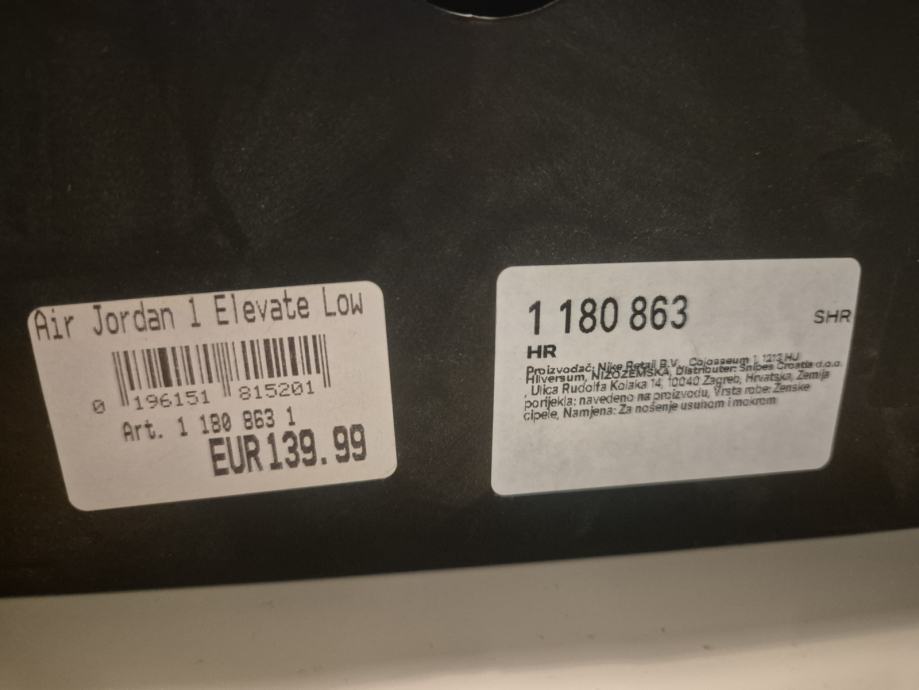 Air Jordan 1 Elevate Low
0 196151 815201
Art. 1 180 863 1
EUR 139.99
1 180 863
SHR
HR
Proizvođač: Nike Retail B.V., Colosseum 1, 1213 HJ
Hilversum, NIZOZEMSKA, Distributer: Snipes Croatia d.o.o.
, Ulica Rudolfa Kolaka 14, 10040 Zagreb, Hrvatska, Zemlja
porijekla: navedeno na proizvodu, Vrsta robe: Ženske
cipele, Namjena: Za nošenje u suhom i mokrom